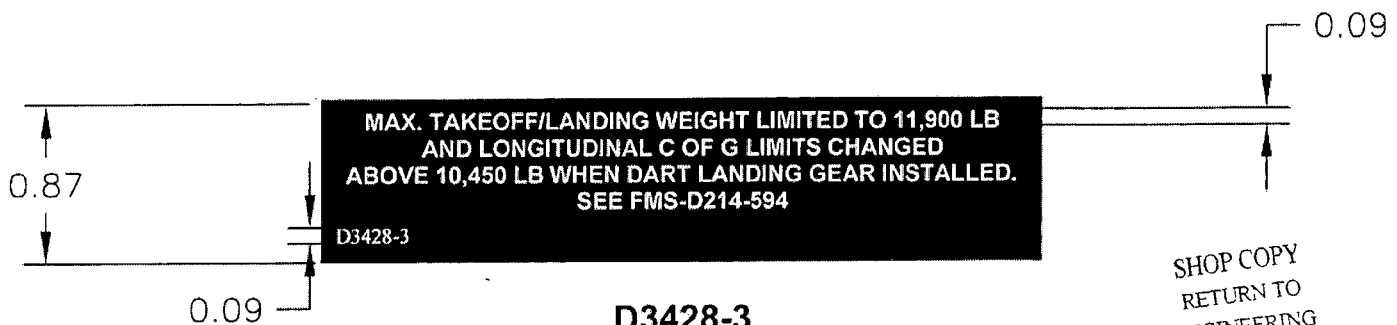 0.09
MAX. TAKEOFF/LANDING WEIGHT LIMITED TO 11,900 LB
AND LONGITUDINAL C OF G LIMITS CHANGED
ABOVE 10,450 LB WHEN DART LANDING GEAR INSTALLED.
SEE FMS-D214-594
0.87
D3428-3
0.09
D3428-3
SHOP COPY
RETURN TO